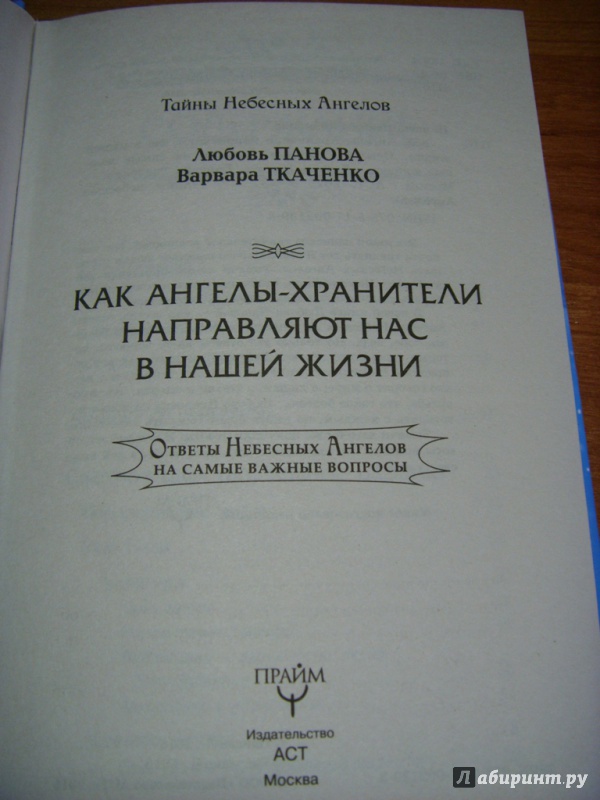 Тайны Небесных Ангелов
Любовь ПАНОВА
Варвара ТКАЧЕНКО
КАК АНГЕЛЫ-ХРАНИТЕЛИ
НАПРАВЛЯЮТ НАС
В НАШЕЙ ЖИЗНИ
ОТВЕТЫ НЕБЕСНЫХ АНГЕЛОВ
НА САМЫЕ ВАЖНЫЕ ВОПРОСЫ
ПРАЙМ
Издательство
АСТ
Москва
Лабиринт.ру